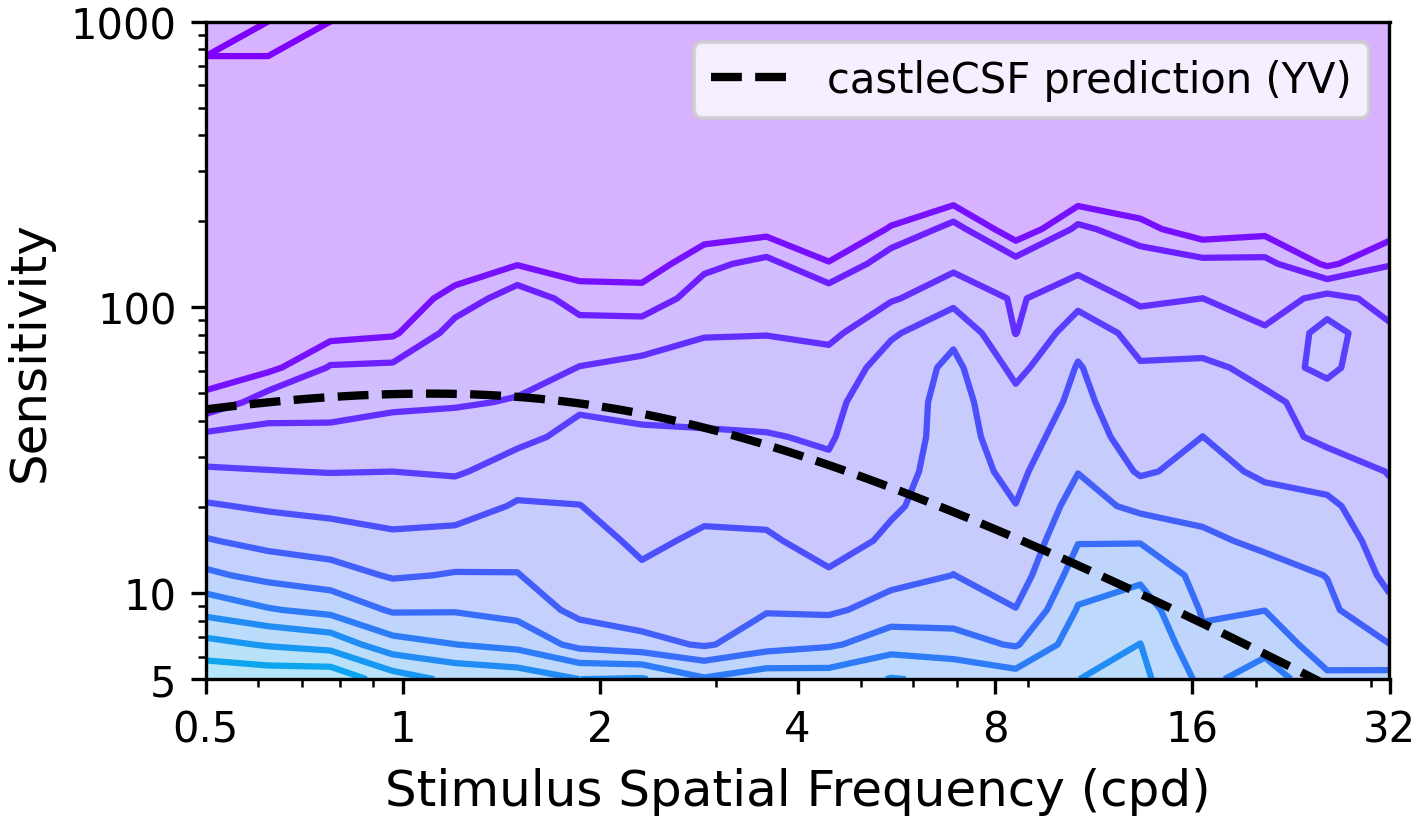 1000
100
10
5
Sensitivity
castleCSF prediction (YV)
0.5 1 2 4 8 16 32
Stimulus Spatial Frequency (cpd)